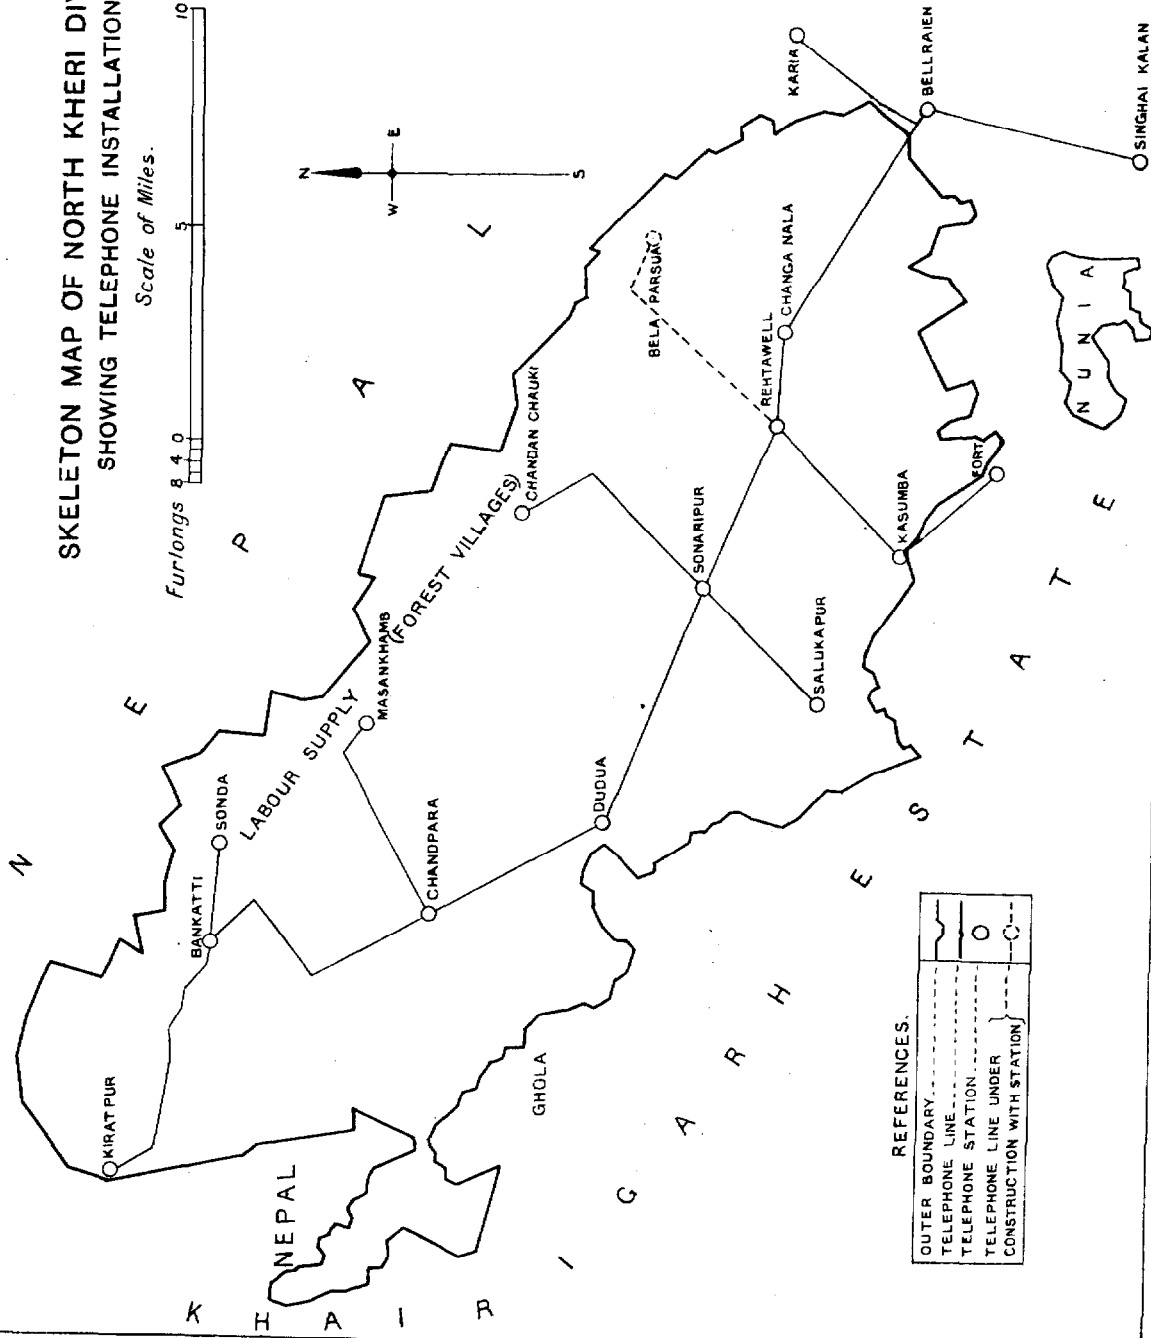 SKELETON MAP OF NORTH KHERI DI
SHOWING TELEPHONE INSTALLATION
Scale of Miles.
Furlongs 8 4 0 5 10
N
W E
S
N E P A L
KIRATPUR
BANKATTI
SONDA
LABOUR SUPPLY
(FOREST VILLAGES)
MASANKHAMB
CHANDAN CHAUKI
CHANDPARA
DUDUA
SONARIPUR
SALUKAPUR
BELA PARSUA
REHTAWELL
CHANGA NALA
KASUMBA
FORT
KARIA
BELLRAIEN
SINGHAI KALAN
NUNIA
NEPAL
GHOLA
KHAIRIGARH ESTATE
REFERENCES.
OUTER BOUNDARY
TELEPHONE LINE
TELEPHONE STATION
TELEPHONE LINE UNDER
CONSTRUCTION WITH STATION